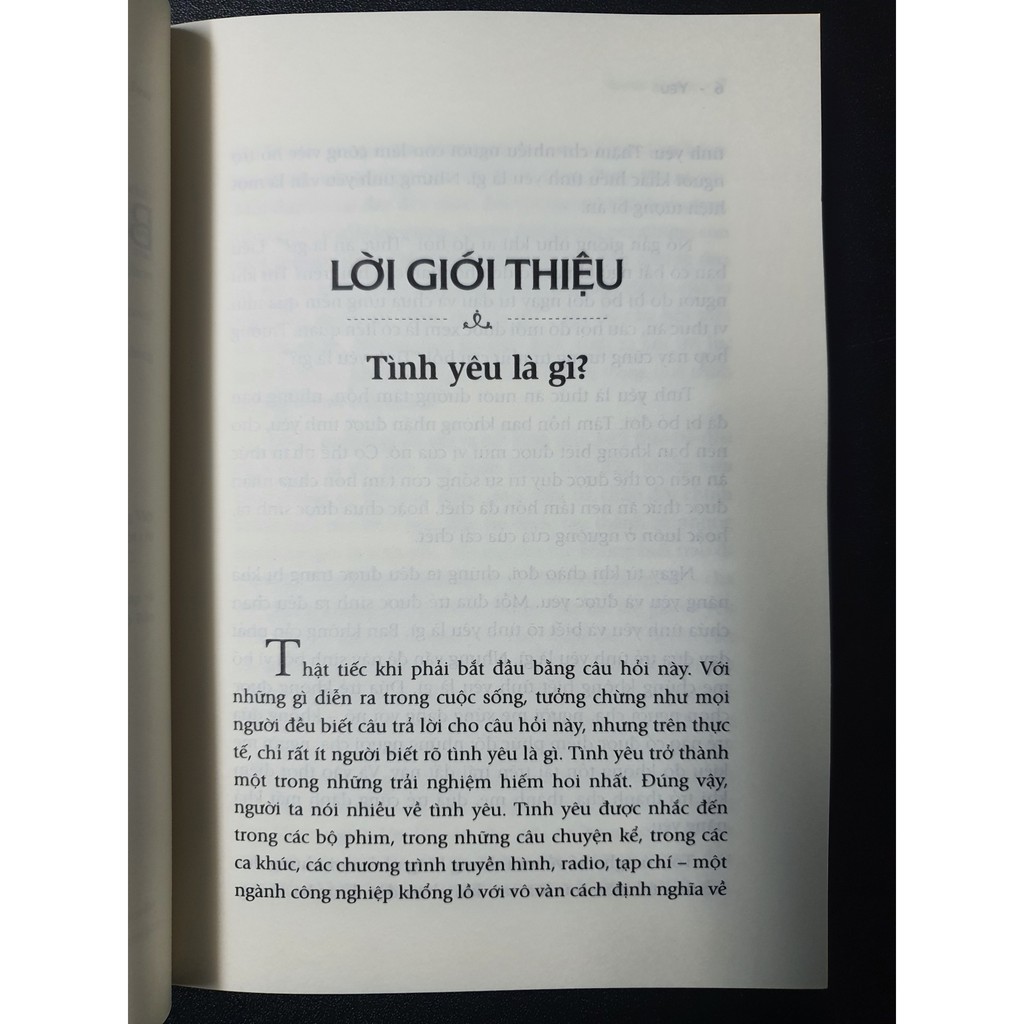 LỜI GIỚI THIỆU
Tình yêu là gì?
Thật tiếc khi phải bắt đầu bằng câu hỏi này. Với
những gì diễn ra trong cuộc sống, tưởng chừng như mọi
người đều biết câu trả lời cho câu hỏi này, nhưng trên thực
tế, chỉ rất ít người biết rõ tình yêu là gì. Tình yêu trở thành
một trong những trải nghiệm hiếm hoi nhất. Đúng vậy,
người ta nói nhiều về tình yêu. Tình yêu được nhắc đến
trong các bộ phim, trong những câu chuyện kể, trong các
ca khúc, các chương trình truyền hình, radio, tạp chí – một
ngành công nghiệp khổng lồ với vô vàn cách định nghĩa về